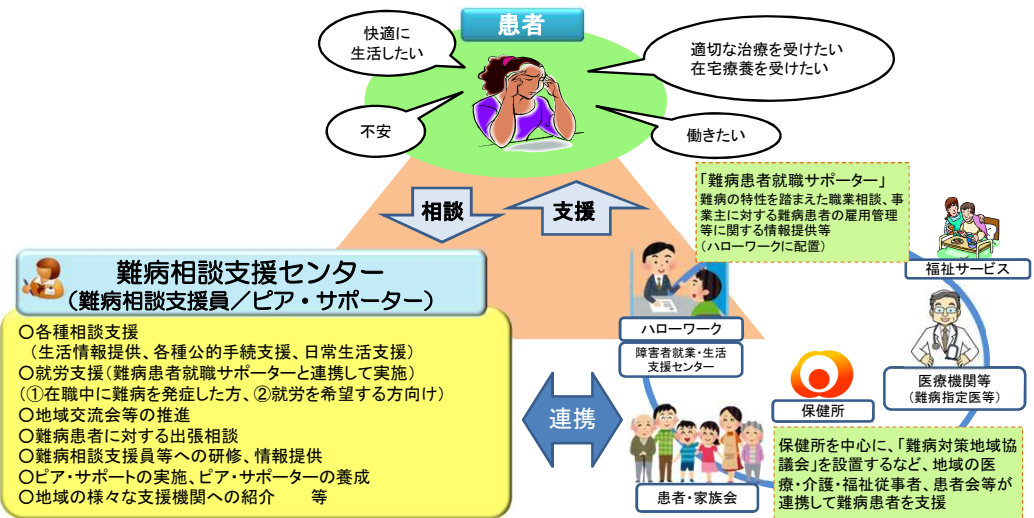 患者
快適に
生活したい
適切な治療を受けたい
在宅療養を受けたい
不安
働きたい
相談
支援
「難病患者就職サポーター」
難病の特性を踏まえた職業相談、事
業主に対する難病患者の雇用管理
等に関する情報提供等
(ハローワークに配置)
福祉サービス
難病相談支援センター
(難病相談支援員/ピア・サポーター)
〇各種相談支援
(生活情報提供、各種公的手続支援、日常生活支援)
〇就労支援(難病患者就職サポーターと連携して実施)
(①在職中に難病を発症した方、②就労を希望する方向け)
〇地域交流会等の推進
〇難病患者に対する出張相談
〇難病相談支援員等への研修、情報提供
〇ピア・サポートの実施、ピア・サポーターの養成
〇地域の様々な支援機関への紹介 等
連携
ハローワーク
障害者就業・生活
支援センター
保健所
医療機関等
(難病指定医等)
患者・家族会
保健所を中心に、「難病対策地域協
議会」を設置するなど、地域の医
療・介護・福祉従事者、患者会等が
連携して難病患者を支援